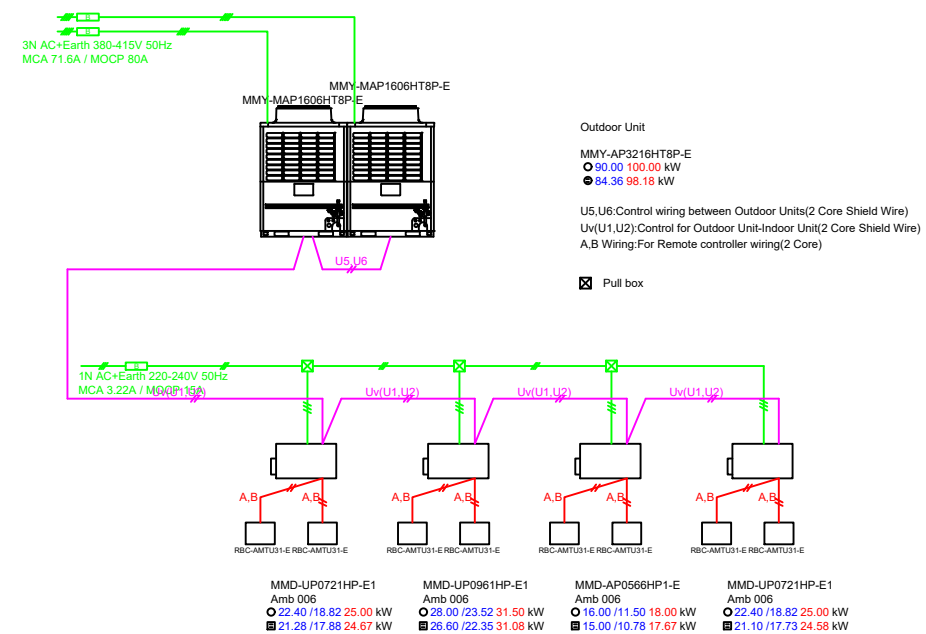 3N AC+Earth 380-415V 50Hz
MCA 71.6A / MOCP 80A
MMY-MAP1606HT8P-E
MMY-MAP1606HT8P-E
Outdoor Unit
MMY-AP3216HT8P-E
90.00 100.00 kW
84.36 98.18 kW
U5,U6:Control wiring between Outdoor Units(2 Core Shield Wire)
Uv(U1,U2):Control for Outdoor Unit-Indoor Unit(2 Core Shield Wire)
A,B Wiring:For Remote controller wiring(2 Core)
Pull box
U5,U6
1N AC+Earth 220-240V 50Hz
MCA 3.22A / MOCP 15A
Uv(U1,U2)
Uv(U1,U2)
Uv(U1,U2)
Uv(U1,U2)
A,B A,B A,B A,B A,B A,B A,B A,B
RBC-AMTU31-E RBC-AMTU31-E RBC-AMTU31-E RBC-AMTU31-E RBC-AMTU31-E RBC-AMTU31-E RBC-AMTU31-E RBC-AMTU31-E
MMD-UP0721HP-E1
Amb 006
22.40 /18.82 25.00 kW
21.28 /17.88 24.67 kW
MMD-UP0961HP-E1
Amb 006
28.00 /23.52 31.50 kW
26.60 /22.35 31.08 kW
MMD-AP0566HP1-E
Amb 006
16.00 /11.50 18.00 kW
15.00 /10.78 17.67 kW
MMD-UP0721HP-E1
Amb 006
22.40 /18.82 25.00 kW
21.10 /17.73 24.58 kW